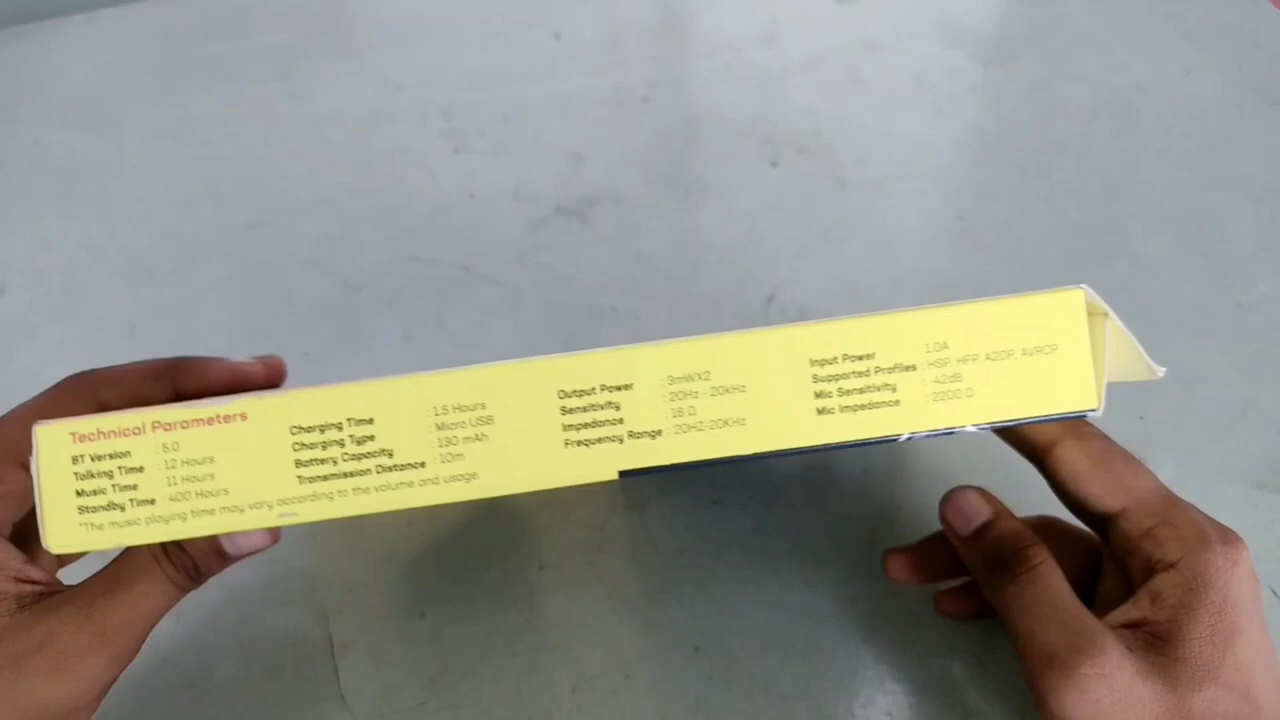 Technical Parameters
BT Version : 5.0
Talking Time : 12 Hours
Music Time : 11 Hours
Standby Time : 400 Hours
*The music playing time may vary according to the volume and usage.
Charging Time : 1.5 Hours
Charging Type : Micro USB
Battery Capacity : 130 mAh
Transmission Distance : 10m
Output Power : 3mWX2
Sensitivity : 20Hz - 20kHz
Impedance : 16 Ω
Frequency Range : 20HZ-20KHz
Input Power : 1.0A
Supported Profiles : HSP, HFP, A2DP, AVRCP
Mic Sensitivity : -42dB
Mic Impedance : 2200 Ω